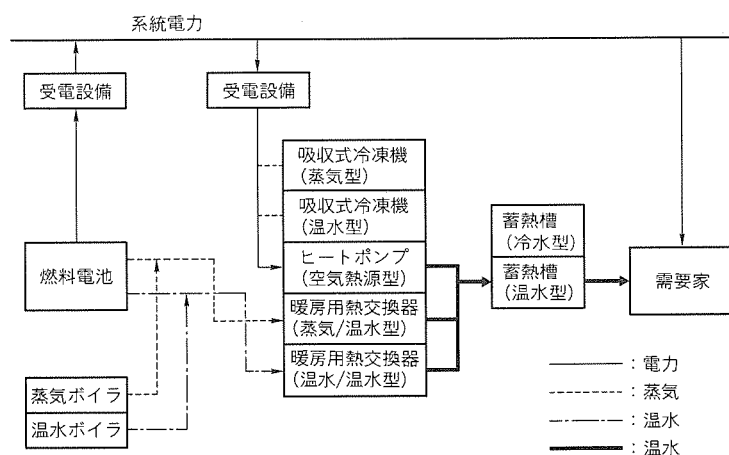 系統電力
受電設備
受電設備
吸収式冷凍機
(蒸気型)
吸収式冷凍機
(温水型)
ヒートポンプ
(空気熱源型)
暖房用熱交換器
(蒸気/温水型)
暖房用熱交換器
(温水/温水型)
蓄熱槽
(冷水型)
蓄熱槽
(温水型)
燃料電池
需要家
蒸気ボイラ
温水ボイラ
:電力
:蒸気
:温水
:温水